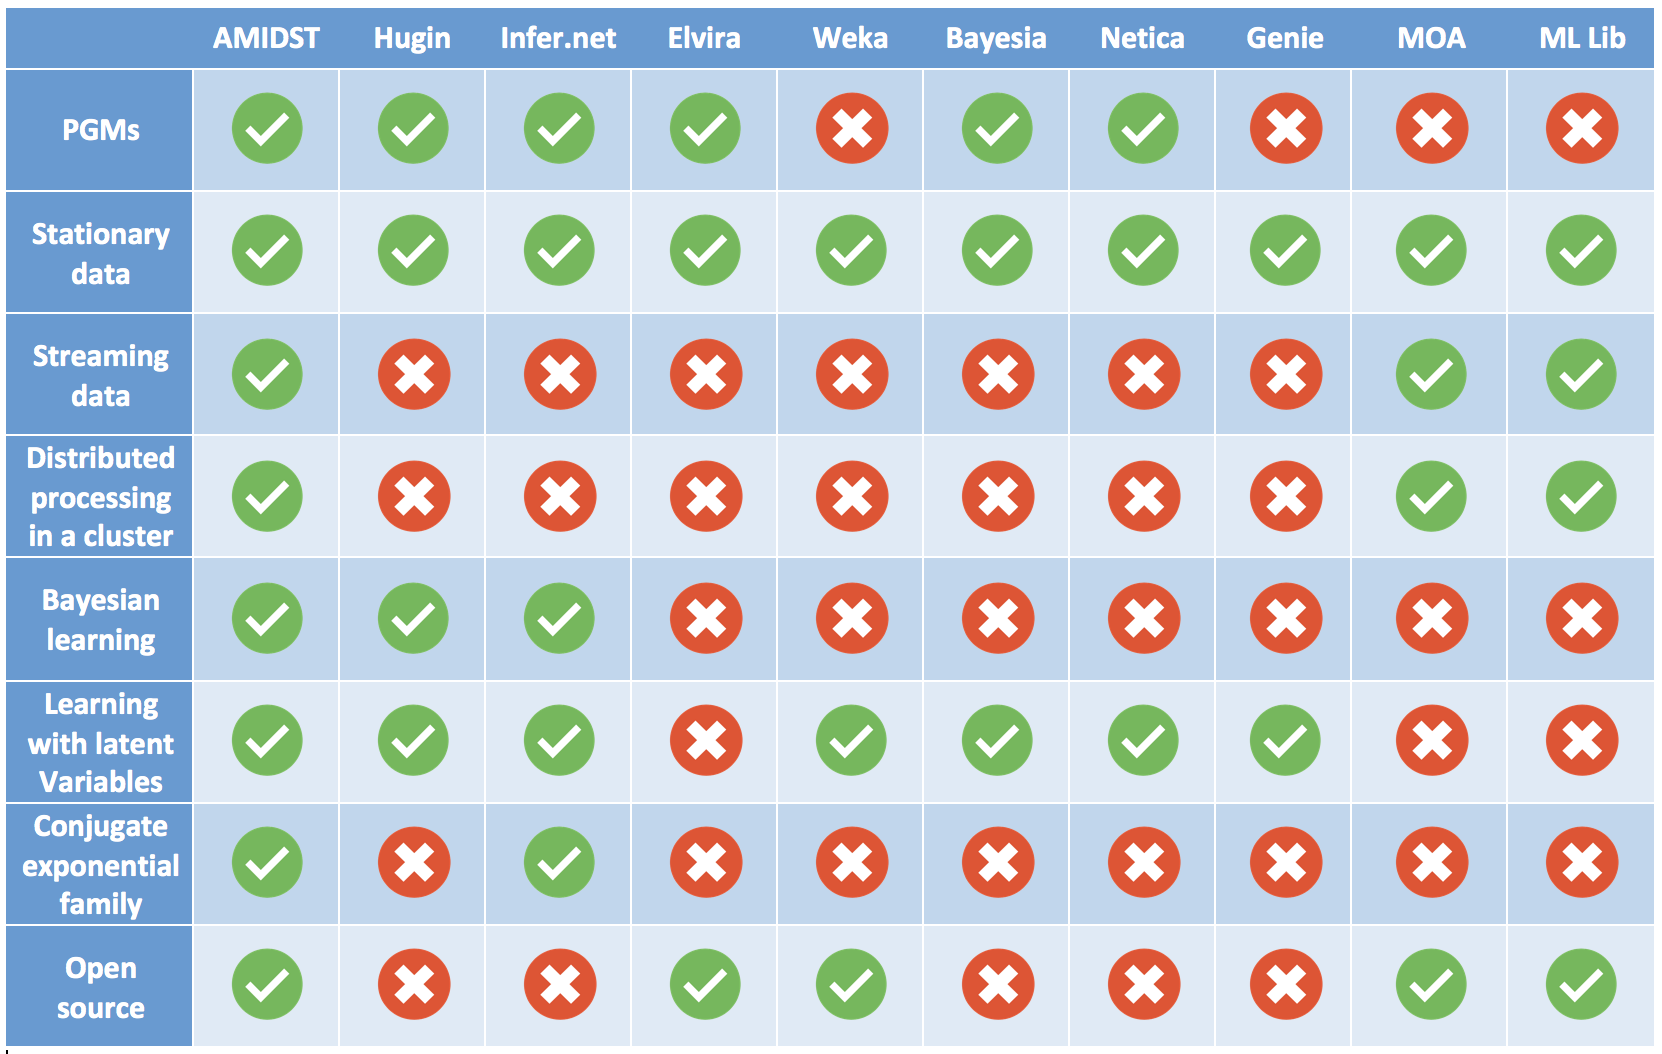 AMIDST Hugin Infer.net Elvira Weka Bayesia Netica Genie MOA ML Lib
PGMs
Stationary
data
Streaming
data
Distributed
processing
in a cluster
Bayesian
learning
Learning
with latent
Variables
Conjugate
exponential
family
Open
source